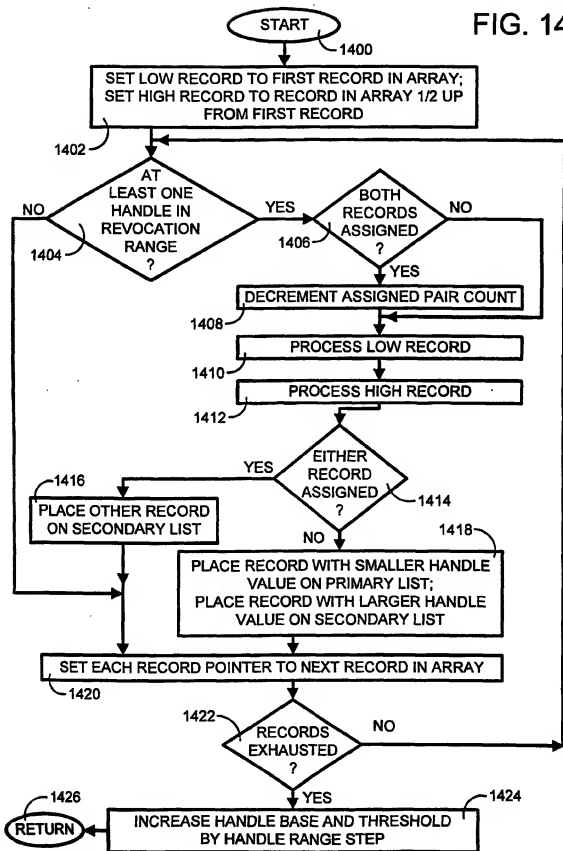 FIG. 14
START
1400
SET LOW RECORD TO FIRST RECORD IN ARRAY;
SET HIGH RECORD TO RECORD IN ARRAY 1/2 UP
FROM FIRST RECORD
1402
AT
LEAST ONE
HANDLE IN
REVOCATION
RANGE
?
1404
NO
YES
BOTH
RECORDS
ASSIGNED
?
1406
NO
YES
DECREMENT ASSIGNED PAIR COUNT
1408
PROCESS LOW RECORD
1410
PROCESS HIGH RECORD
1412
EITHER
RECORD
ASSIGNED
?
1414
YES
1416
PLACE OTHER RECORD
ON SECONDARY LIST
NO
1418
PLACE RECORD WITH SMALLER HANDLE
VALUE ON PRIMARY LIST;
PLACE RECORD WITH LARGER HANDLE
VALUE ON SECONDARY LIST
SET EACH RECORD POINTER TO NEXT RECORD IN ARRAY
1420
1422
RECORDS
EXHAUSTED
?
NO
YES
1424
INCREASE HANDLE BASE AND THRESHOLD
BY HANDLE RANGE STEP
1426
RETURN